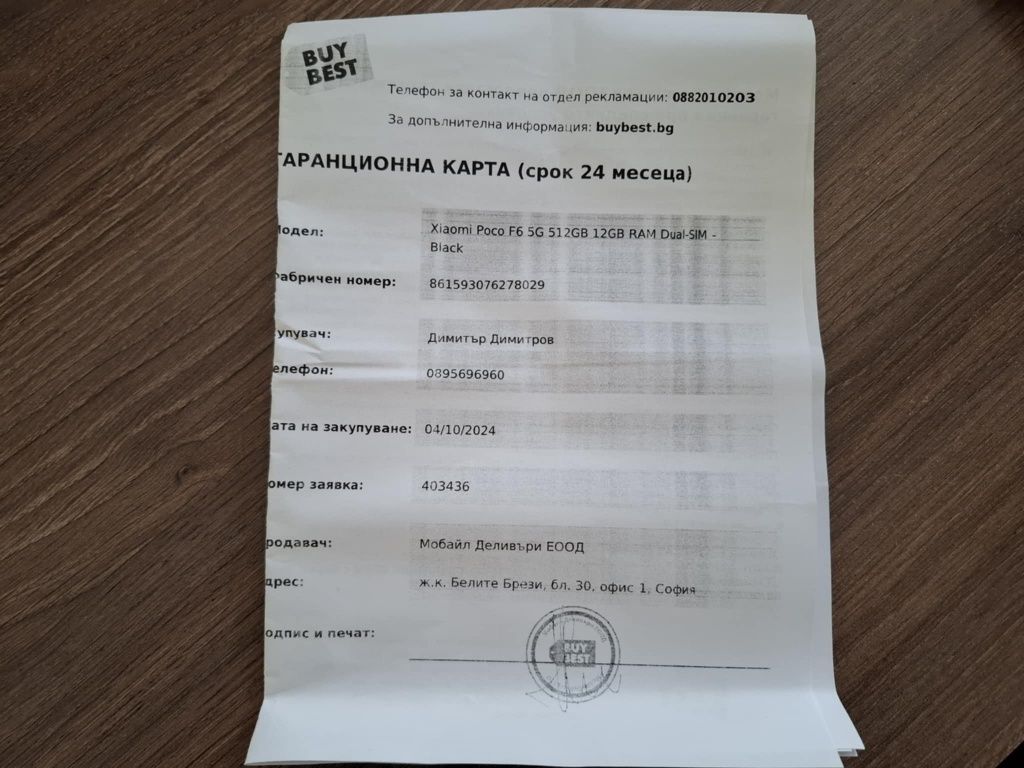 BUY
BEST
Телефон за контакт на отдел рекламации: 0882010203
За допълнителна информация: buybest.bg
ГАРАНЦИОННА КАРТА (срок 24 месеца)
Модел: Xiaomi Poco F6 5G 512GB 12GB RAM Dual-SIM -
Black
фабричен номер: 861593076278029
упувач: Димитър Димитров
елефон: 0895696960
ата на закупуване: 04/10/2024
омер заявка: 403436
родавач: Мобайл Деливъри ЕООД
дрес: ж.к. Белите Брези, бл. 30, офис 1, София
одпис и печат:
BUY
BEST